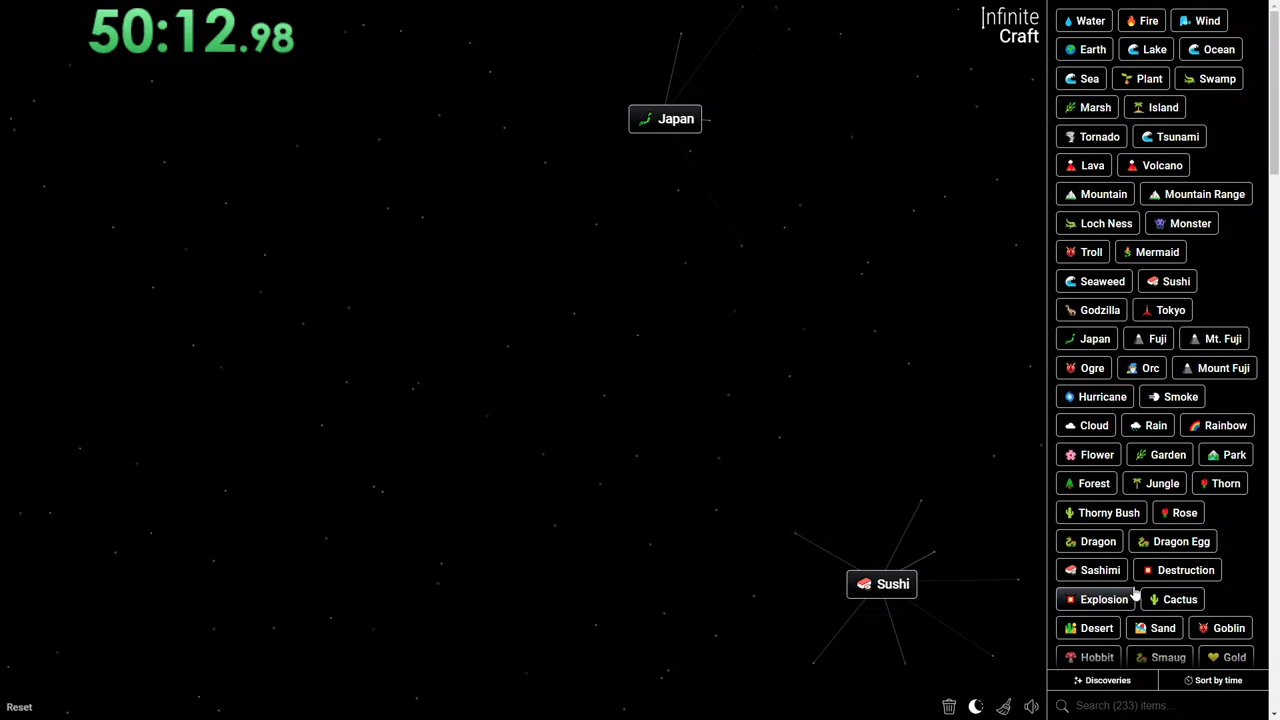 50:12.98
Infinite
Craft
Japan
Sushi
Reset
Water Fire Wind
Earth Lake Ocean
Sea Plant Swamp
Marsh Island
Tornado Tsunami
Lava Volcano
Mountain Mountain Range
Loch Ness Monster
Troll Mermaid
Seaweed Sushi
Godzilla Tokyo
Japan Fuji Mt. Fuji
Ogre Orc Mount Fuji
Hurricane Smoke
Cloud Rain Rainbow
Flower Garden Park
Forest Jungle Thorn
Thorny Bush Rose
Dragon Dragon Egg
Sashimi Destruction
Explosion Cactus
Desert Sand Goblin
Hobbit Smaug Gold
Discoveries Sort by time
Search (233) items...